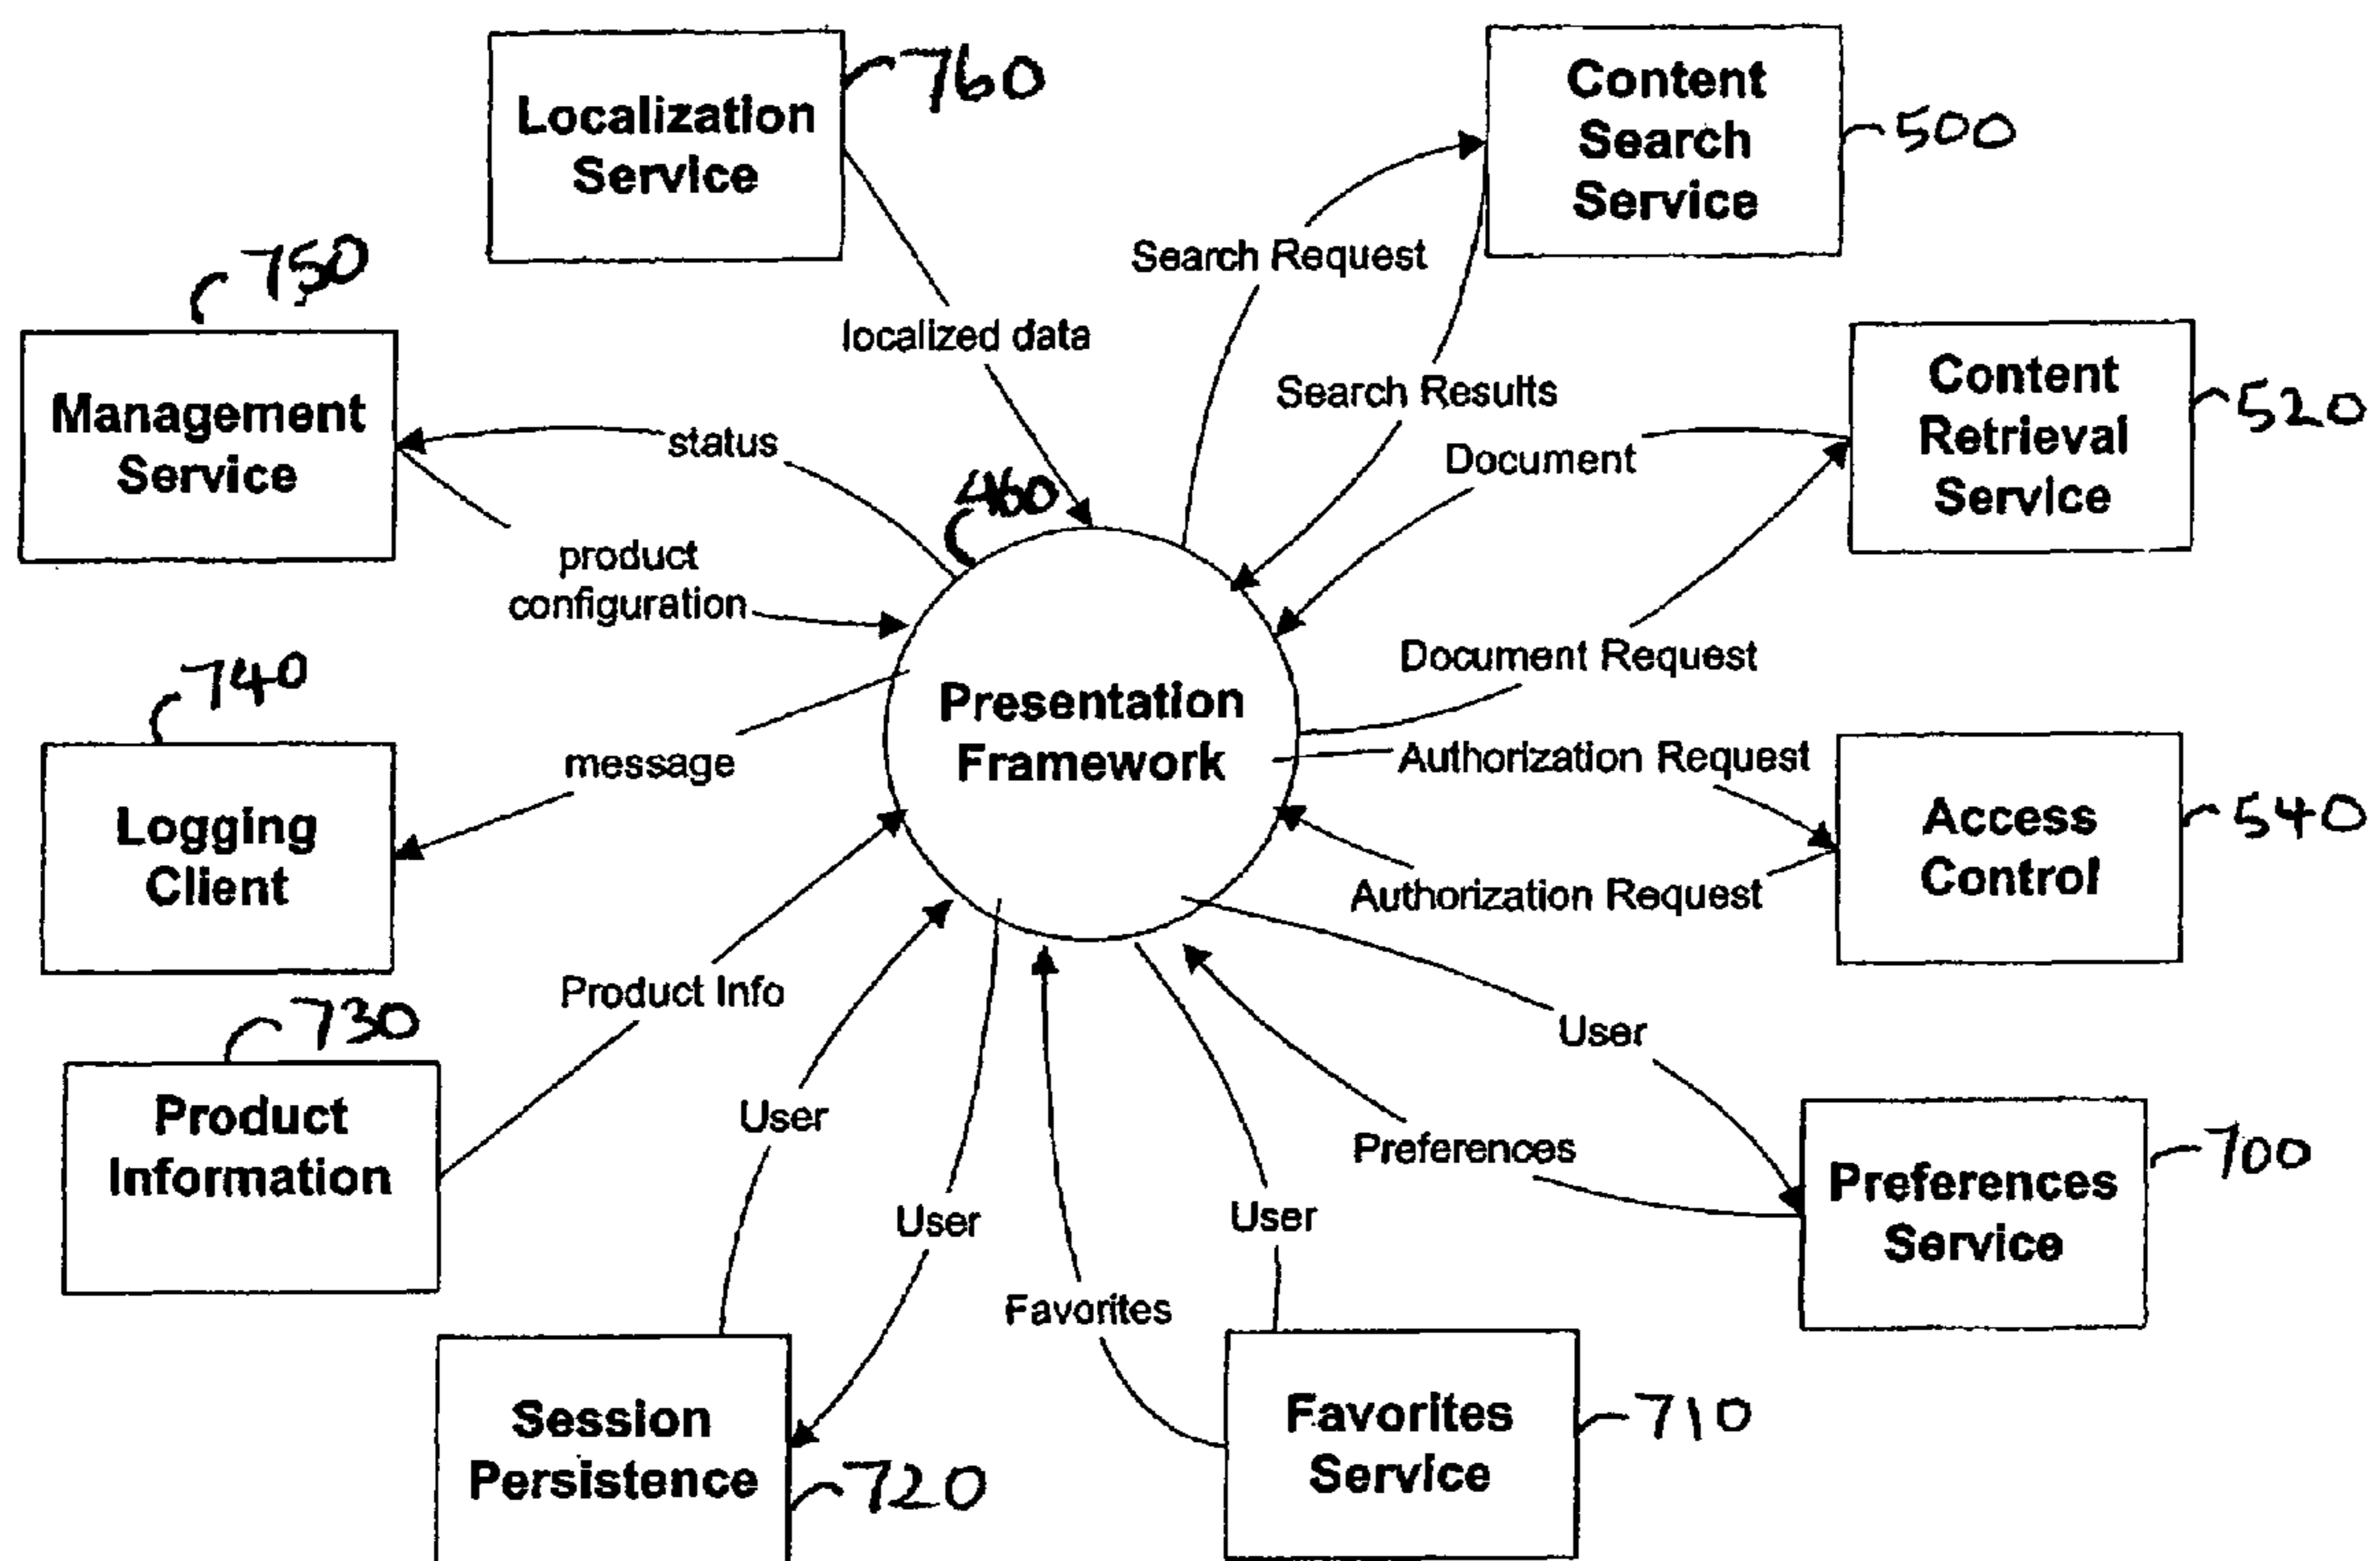 760
Localization
Service
Content
Search
Service
500
750
Search Request
Management
Service
localized data
Content
Retrieval
Service
520
Search Results
status
Document
460
product
configuration
Document Request
740
Presentation
Framework
message
Authorization Request
Logging
Client
Access
Control
540
Authorization Request
Product Info
730
User
Product
Information
User
Preferences
700
Preferences
Service
User
User
Favorites
Session
Persistence
720
Favorites
Service
710